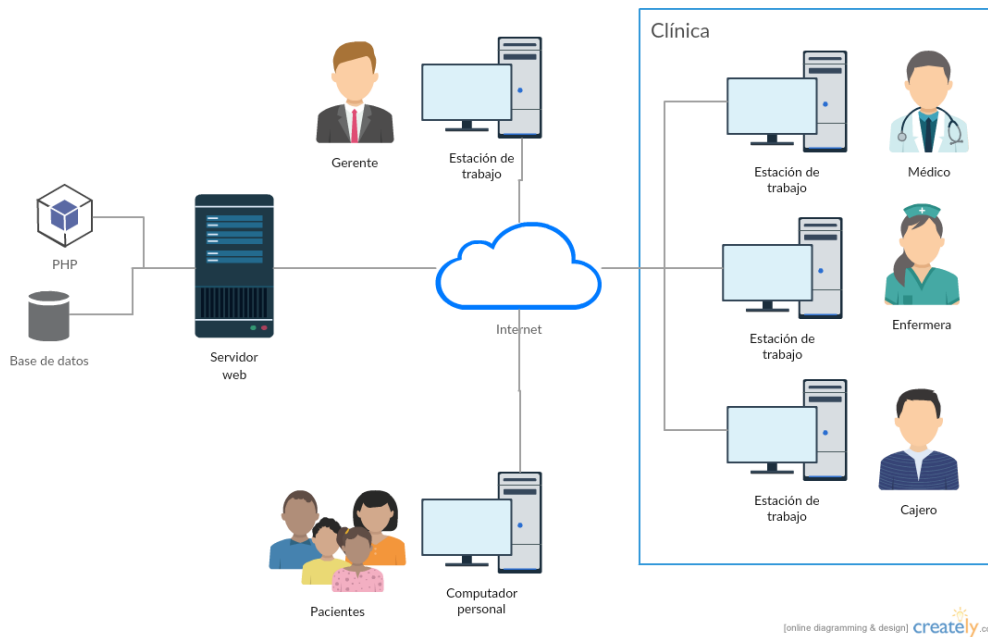 Clínica
Gerente
Estación de
trabajo
Estación de
trabajo
Médico
PHP
Base de datos
Servidor
web
Internet
Estación de
trabajo
Enfermera
Estación de
trabajo
Cajero
Pacientes
Computador
personal
[online diagramming & design] creately.co